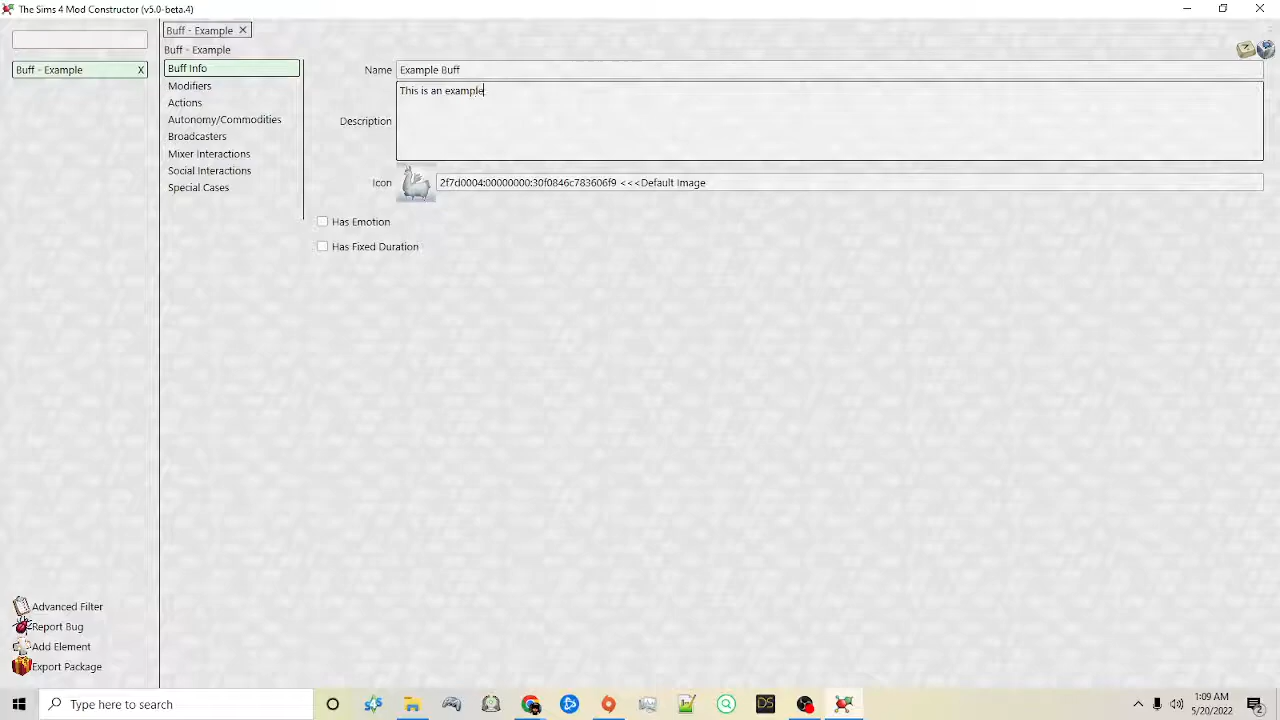 The Sims 4 Mod Constructor (v5.0-beta.4)
Buff - Example X
Buff - Example
Buff - Example X
Buff Info
Modifiers
Actions
Autonomy/Commodities
Broadcasters
Mixer Interactions
Social Interactions
Special Cases
Name Example Buff
Description This is an example
Icon 2f7d0004:00000000:30f0846c783606f9 <<<Default Image
Has Emotion
Has Fixed Duration
Advanced Filter
Report Bug
Add Element
Export Package
Type here to search
DS
1:09 AM
5/20/2022
2